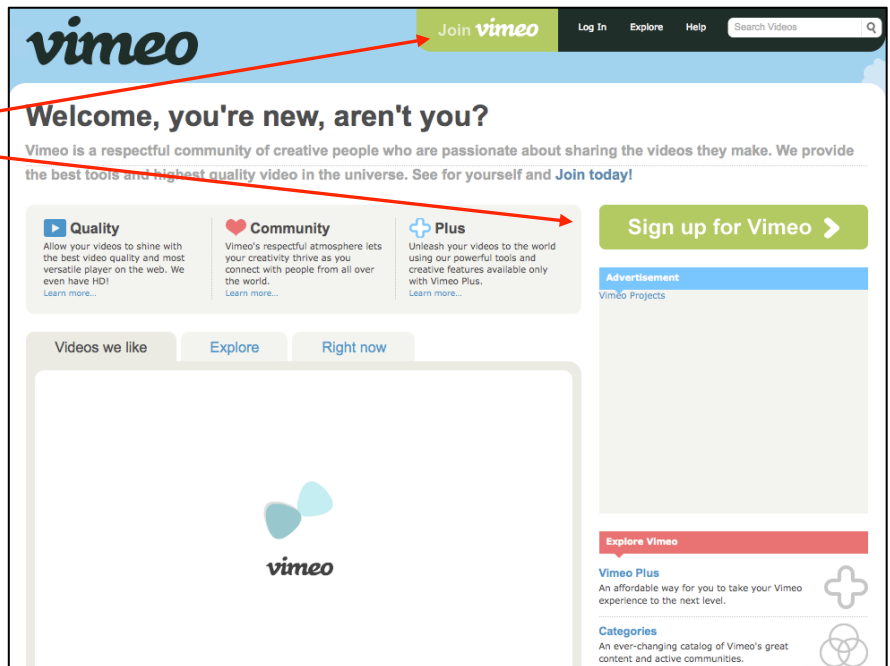 vimeo
Join vimeo
Log In Explore Help Search Videos
Welcome, you're new, aren't you?
Vimeo is a respectful community of creative people who are passionate about sharing the videos they make. We provide
the best tools and highest quality video in the universe. See for yourself and Join today!
Quality
Allow your videos to shine with
the best video quality and most
versatile player on the web. We
even have HD!
Learn more...
Community
Vimeo's respectful atmosphere lets
your creativity thrive as you
connect with people from all over
the world.
Learn more...
Plus
Unleash your videos to the world
using our powerful tools and
creative features available only
with Vimeo Plus.
Learn more...
Sign up for Vimeo
Advertisement
Vimeo Projects
Videos we like Explore Right now
vimeo
Explore Vimeo
Vimeo Plus
An affordable way for you to take your Vimeo
experience to the next level.
Categories
An ever-changing catalog of Vimeo's great
content and active communities.